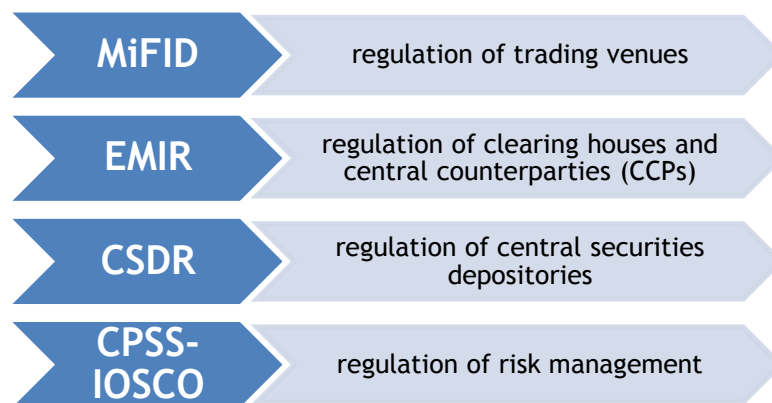 MiFID
regulation of trading venues
EMIR
regulation of clearing houses and
central counterparties (CCPs)
CSDR
regulation of central securities
depositories
CPSS-
IOSCO
regulation of risk management